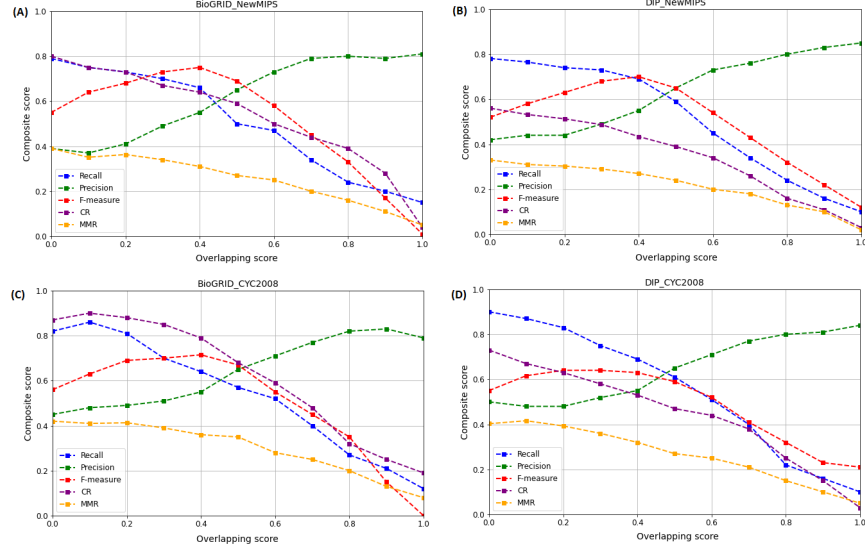 (A)
BioGRID_NewMIPS
Composite score
1.0
0.8
0.6
0.4
0.2
0.0
Recall
Precision
F-measure
CR
MMR
0.0 0.2 0.4 0.6 0.8 1.0
Overlapping score
(B)
DIP_NewMIPS
Composite score
1.0
0.8
0.6
0.4
0.2
0.0
Recall
Precision
F-measure
CR
MMR
0.0 0.2 0.4 0.6 0.8 1.0
Overlapping score
(C)
BioGRID_CYC2008
Composite score
1.0
0.8
0.6
0.4
0.2
0.0
Recall
Precision
F-measure
CR
MMR
0.0 0.2 0.4 0.6 0.8 1.0
Overlapping score
(D)
DIP_CYC2008
Composite score
1.0
0.8
0.6
0.4
0.2
0.0
Recall
Precision
F-measure
CR
MMR
0.0 0.2 0.4 0.6 0.8 1.0
Overlapping score